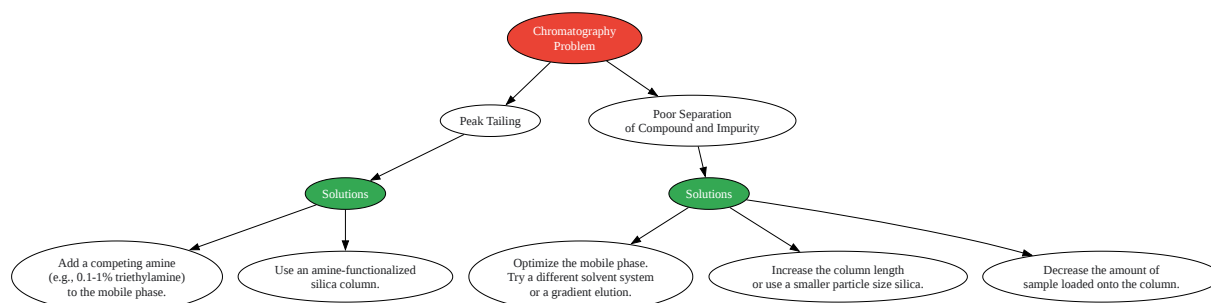 Chromatography
Problem
Peak Tailing
Poor Separation
of Compound and Impurity
Solutions
Solutions
Add a competing amine
(e.g., 0.1-1% triethylamine)
to the mobile phase.
Use an amine-functionalized
silica column.
Optimize the mobile phase.
Try a different solvent system
or a gradient elution.
Increase the column length
or use a smaller particle size silica.
Decrease the amount of
sample loaded onto the column.